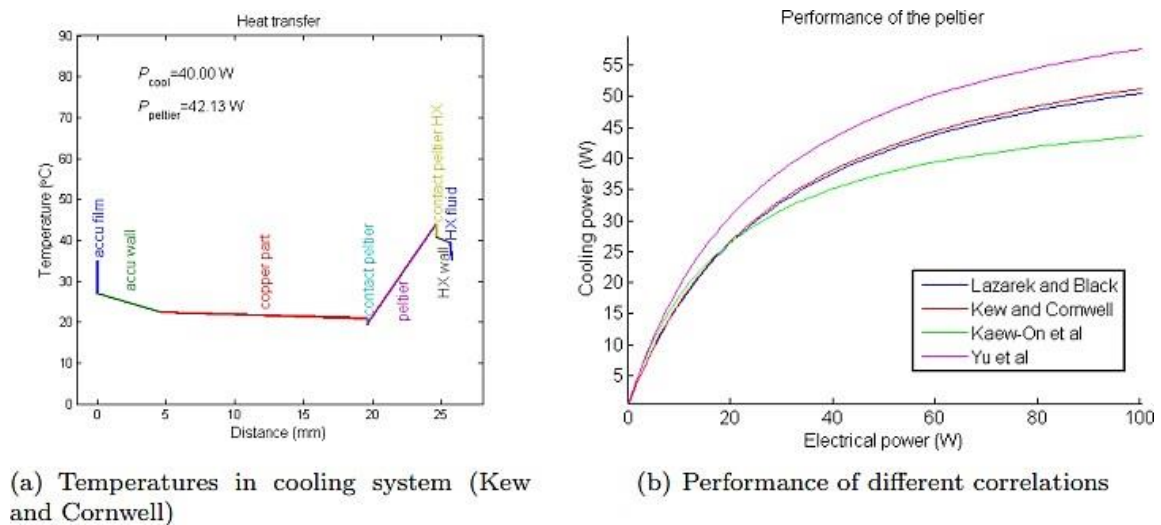 Heat transfer
90
80
70
60
50
40
30
20
10
0
Temperature (ºC)
P_cool=40.00 W
P_peltier=42.13 W
accu film
accu wall
copper part
contact peltier
peltier
contact peltier HX
HX wall
HX fluid
0 5 10 15 20 25
Distance (mm)
(a) Temperatures in cooling system (Kew
and Cornwell)
Performance of the peltier
55
50
45
40
35
30
25
20
15
10
5
Cooling power (W)
Lazarek and Black
Kew and Cornwell
Kaew-On et al
Yu et al
0 20 40 60 80 100
Electrical power (W)
(b) Performance of different correlations